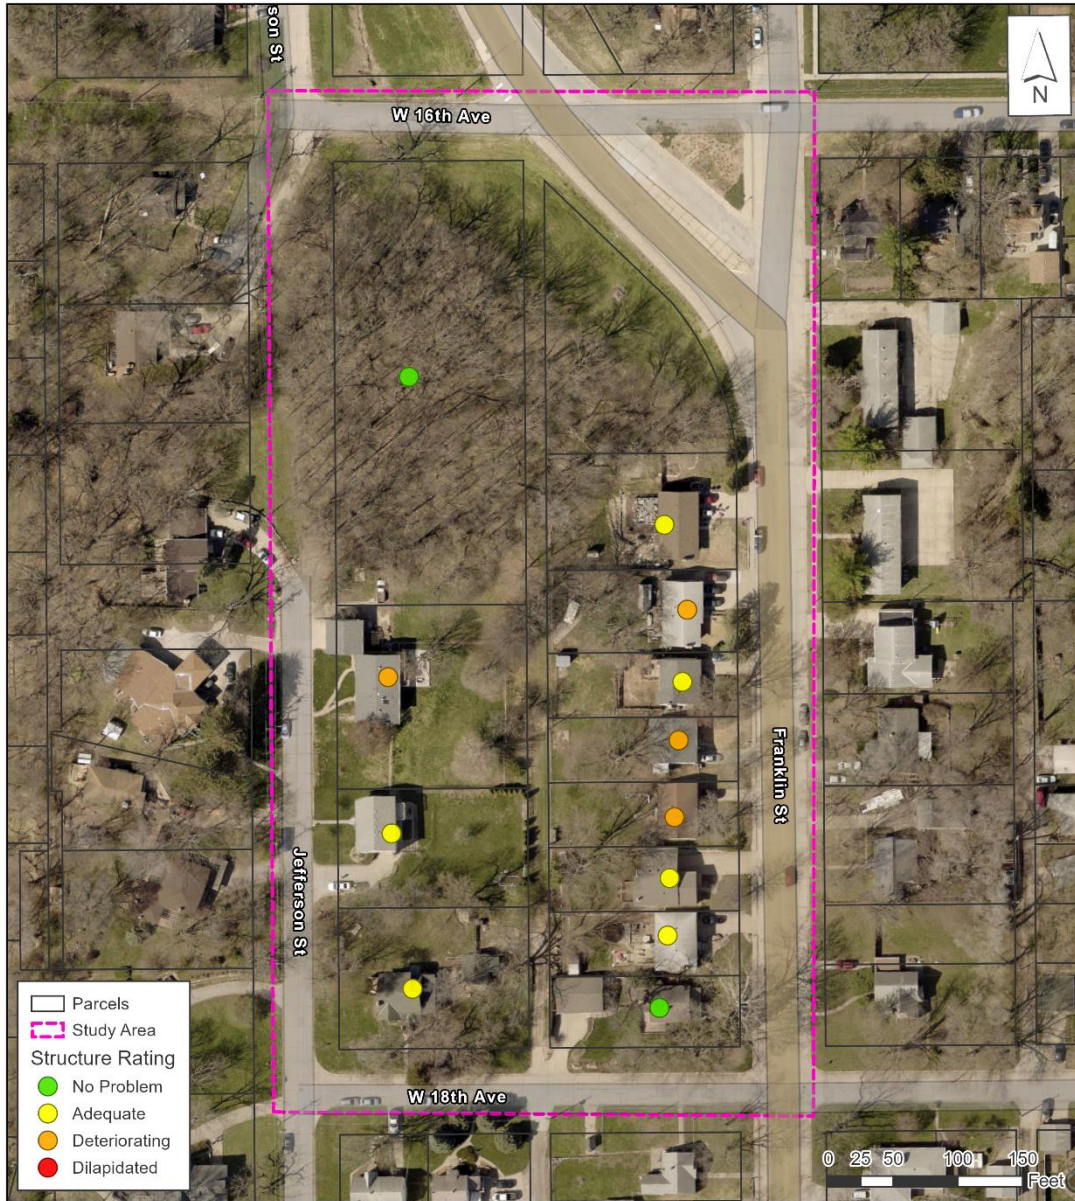 son St
N
W 16th Ave
Franklin St
Jefferson St
W 18th Ave
Parcels
Study Area
Structure Rating
No Problem
Adequate
Deteriorating
Dilapidated
0 25 50 100 150
Feet